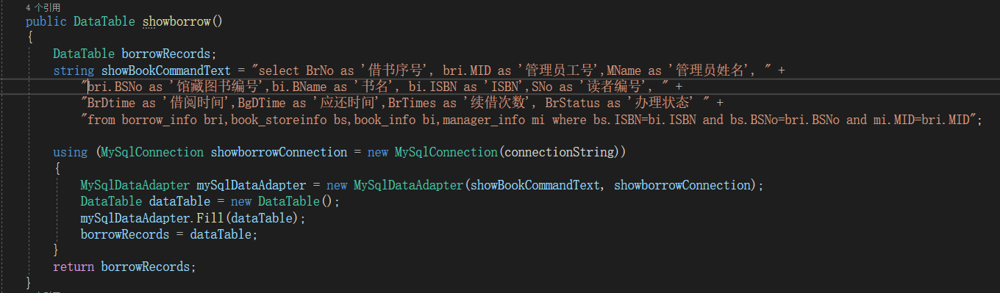 4 个引用
public DataTable showborrow()
{
DataTable borrowRecords;
string showBookCommandText = "select BrNo as '借书序号', bri.MID as '管理员工号',MName as '管理员姓名', " +
"bri.BSNo as '馆藏图书编号',bi.BName as '书名', bi.ISBN as 'ISBN',SNo as '读者编号', " +
"BrDtime as '借阅时间',BgDTime as '应还时间',BrTimes as '续借次数', BrStatus as '办理状态' " +
"from borrow_info bri,book_storeinfo bs,book_info bi,manager_info mi where bs.ISBN=bi.ISBN and bs.BSNo=bri.BSNo and mi.MID=bri.MID";
using (MySqlConnection showborrowConnection = new MySqlConnection(connectionString))
{
MySqlDataAdapter mySqlDataAdapter = new MySqlDataAdapter(showBookCommandText, showborrowConnection);
DataTable dataTable = new DataTable();
mySqlDataAdapter.Fill(dataTable);
borrowRecords = dataTable;
}
return borrowRecords;
}